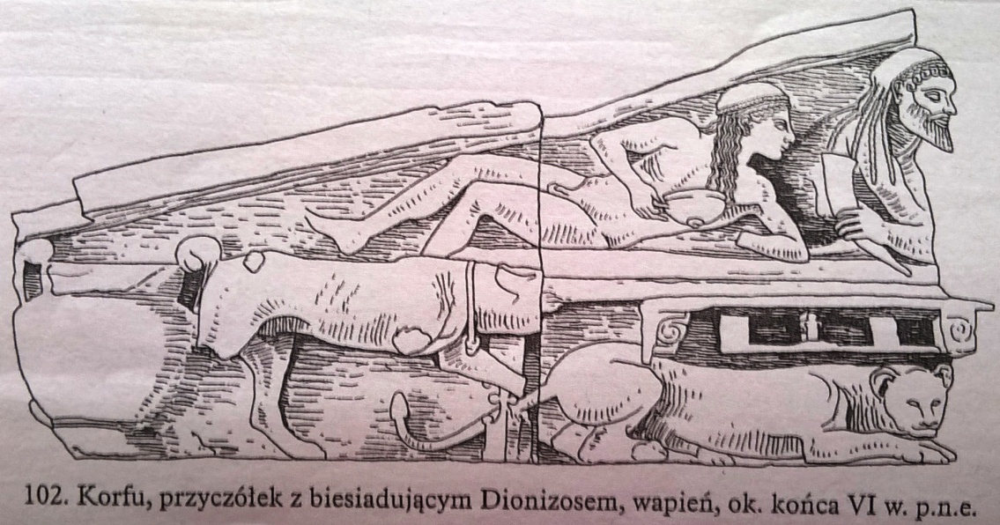 102. Korfu, przyczółek z biesiadującym Dionizosem, wapień, ok. końca VI w. p.n.e.